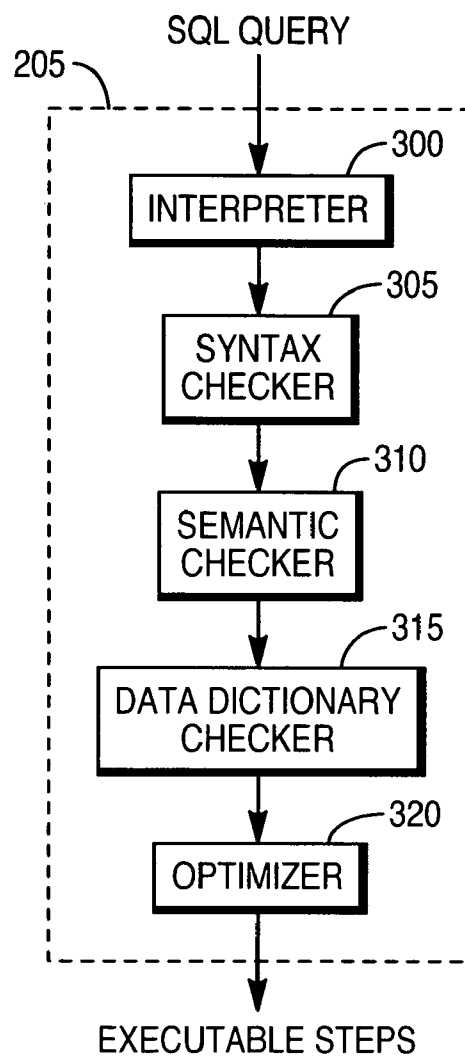 SQL QUERY
205
300
INTERPRETER
305
SYNTAX
CHECKER
310
SEMANTIC
CHECKER
315
DATA DICTIONARY
CHECKER
320
OPTIMIZER
EXECUTABLE STEPS